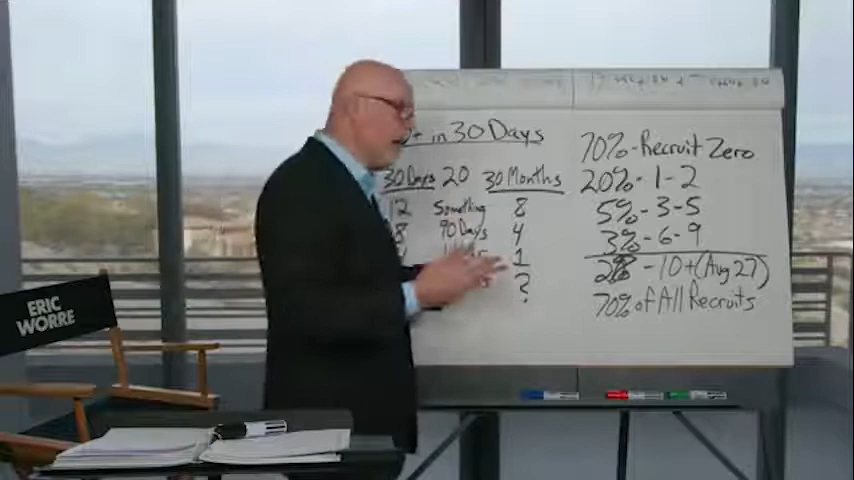 ERIC
WORRE
in 30 Days
30 Days 20 30 Months
12 Something 8
8 90 Days 4
1
?
70% - Recruit Zero
20% - 1 - 2
5% - 3 - 5
3% - 6 - 9
2% - 10 + (Avg 27)
70% of All Recruits